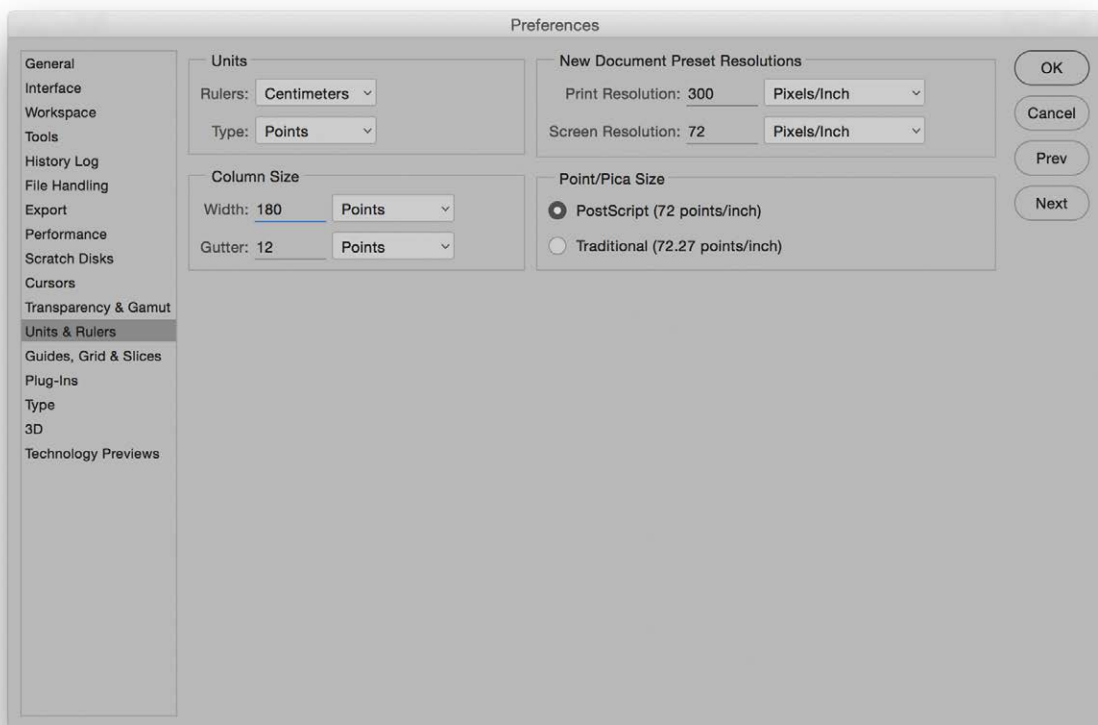 Preferences
General
Interface
Workspace
Tools
History Log
File Handling
Export
Performance
Scratch Disks
Cursors
Transparency & Gamut
Units & Rulers
Guides, Grid & Slices
Plug-Ins
Type
3D
Technology Previews
Units
Rulers: Centimeters
Type: Points
Column Size
Width: 180 Points
Gutter: 12 Points
New Document Preset Resolutions
Print Resolution: 300 Pixels/Inch
Screen Resolution: 72 Pixels/Inch
Point/Pica Size
PostScript (72 points/inch)
Traditional (72.27 points/inch)
OK
Cancel
Prev
Next